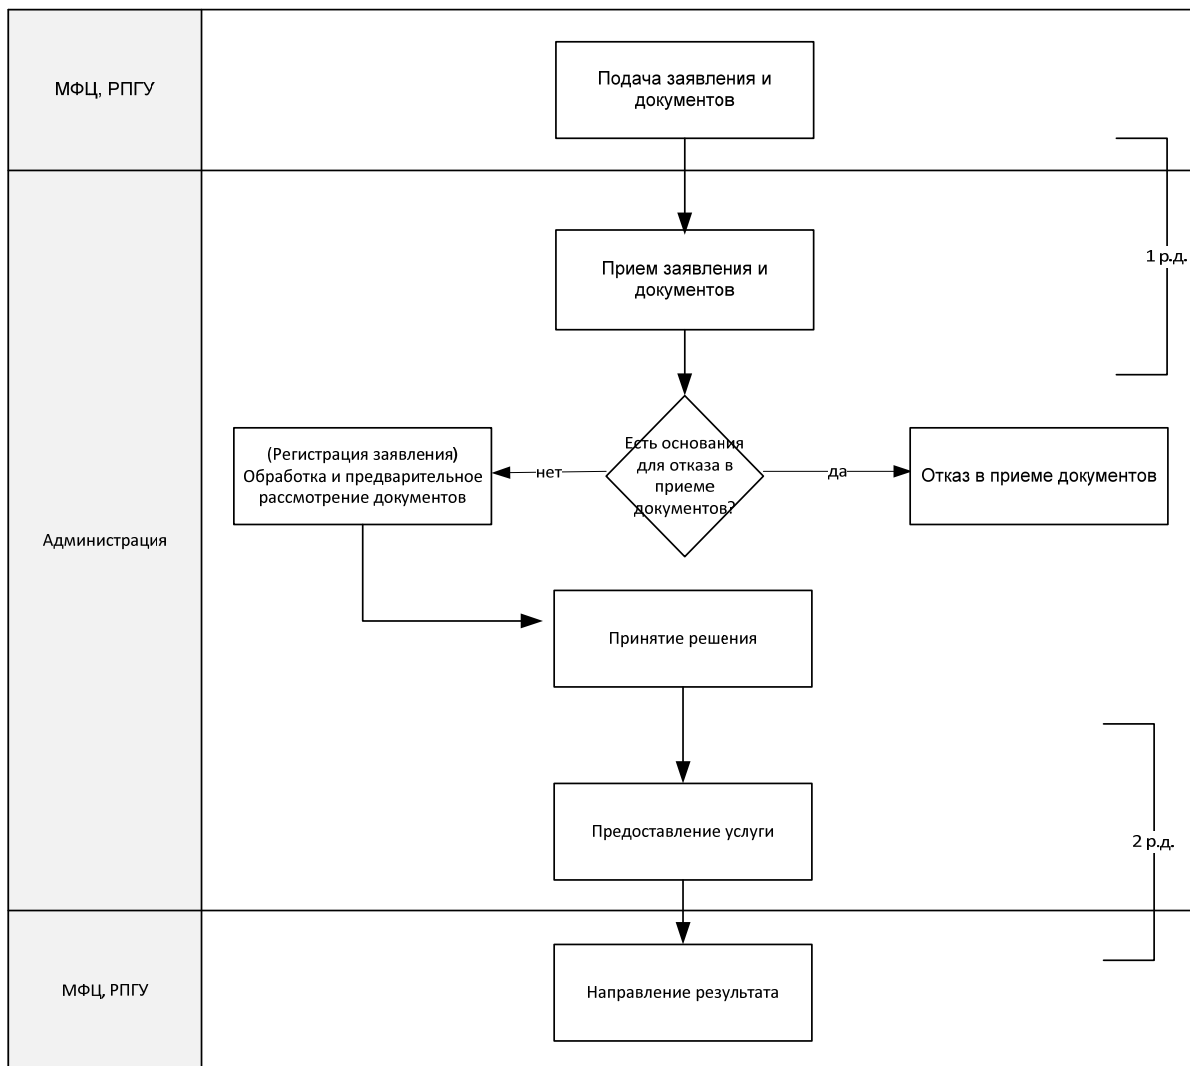 МФЦ, РПГУ
Подача заявления и
документов
1 р.д.
Прием заявления и
документов
Есть основания
для отказа в
приеме
документов?
нет
да
(Регистрация заявления)
Обработка и предварительное
рассмотрение документов
Отказ в приеме документов
Администрация
Принятие решения
Предоставление услуги
2 р.д.
МФЦ, РПГУ
Направление результата